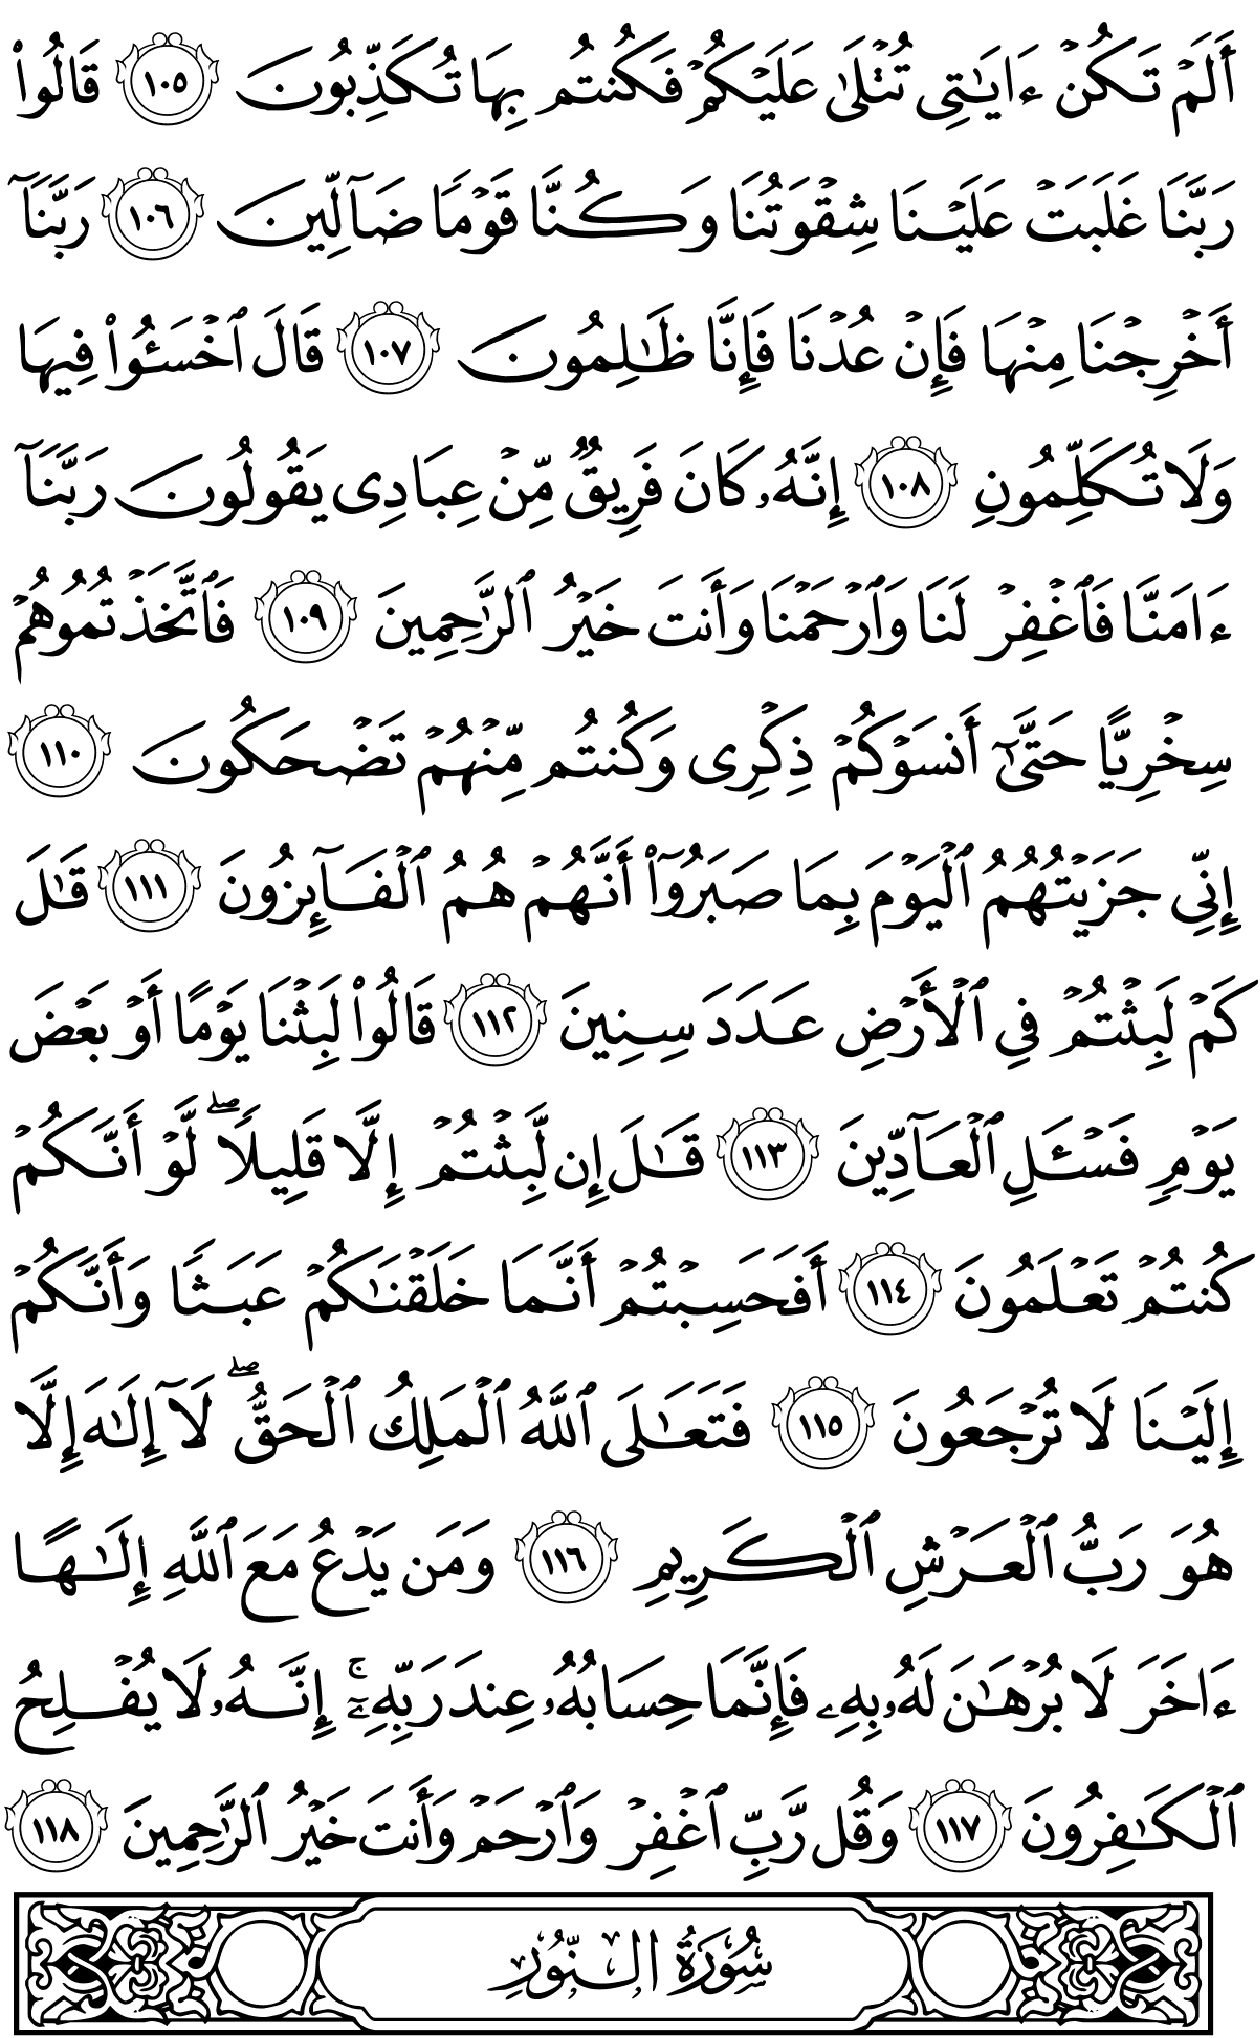 أَلَمۡ تَكُنۡ ءَايَٰتِي تُتۡلَىٰ عَلَيۡكُمۡ فَكُنتُم بِهَا تُكَذِّبُونَ ١٠٥ قَالُواْ
رَبَّنَا غَلَبَتۡ عَلَيۡنَا شِقۡوَتُنَا وَكُنَّا قَوۡمٗا ضَآلِّينَ ١٠٦ رَبَّنَآ
أَخۡرِجۡنَا مِنۡهَا فَإِنۡ عُدۡنَا فَإِنَّا ظَٰلِمُونَ ١٠٧ قَالَ ٱخۡسَـُٔواْ فِيهَا
وَلَا تُكَلِّمُونِ ١٠٨ إِنَّهُۥ كَانَ فَرِيقٞ مِّنۡ عِبَادِي يَقُولُونَ رَبَّنَآ
ءَامَنَّا فَٱغۡفِرۡ لَنَا وَٱرۡحَمۡنَا وَأَنتَ خَيۡرُ ٱلرَّٰحِمِينَ ١٠٩ فَٱتَّخَذۡتُمُوهُمۡ
سِخۡرِيًّا حَتَّىٰٓ أَنسَوۡكُمۡ ذِكۡرِي وَكُنتُم مِّنۡهُمۡ تَضۡحَكُونَ ١١٠
إِنِّي جَزَيۡتُهُمُ ٱلۡيَوۡمَ بِمَا صَبَرُوٓاْ أَنَّهُمۡ هُمُ ٱلۡفَآئِزُونَ ١١١ قَٰلَ
كَمۡ لَبِثۡتُمۡ فِي ٱلۡأَرۡضِ عَدَدَ سِنِينَ ١١٢ قَالُواْ لَبِثۡنَا يَوۡمًا أَوۡ بَعۡضَ
يَوۡمٖ فَسۡـَٔلِ ٱلۡعَآدِّينَ ١١٣ قَٰلَ إِن لَّبِثۡتُمۡ إِلَّا قَلِيلٗاۖ لَّوۡ أَنَّكُمۡ
كُنتُمۡ تَعۡلَمُونَ ١١٤ أَفَحَسِبۡتُمۡ أَنَّمَا خَلَقۡنَٰكُمۡ عَبَثٗا وَأَنَّكُمۡ
إِلَيۡنَا لَا تُرۡجَعُونَ ١١٥ فَتَعَٰلَى ٱللَّهُ ٱلۡمَلِكُ ٱلۡحَقُّۖ لَآ إِلَٰهَ إِلَّا
هُوَ رَبُّ ٱلۡعَرۡشِ ٱلۡكَرِيمِ ١١٦ وَمَن يَدۡعُ مَعَ ٱللَّهِ إِلَٰهًا
ءَاخَرَ لَا بُرۡهَٰنَ لَهُۥ بِهِۦ فَإِنَّمَا حِسَابُهُۥ عِندَ رَبِّهِۦٓۚ إِنَّهُۥ لَا يُفۡلِحُ
ٱلۡكَٰفِرُونَ ١١٧ وَقُل رَّبِّ ٱغۡفِرۡ وَٱرۡحَمۡ وَأَنتَ خَيۡرُ ٱلرَّٰحِمِينَ ١١٨
سُورَةُ النُّورِ